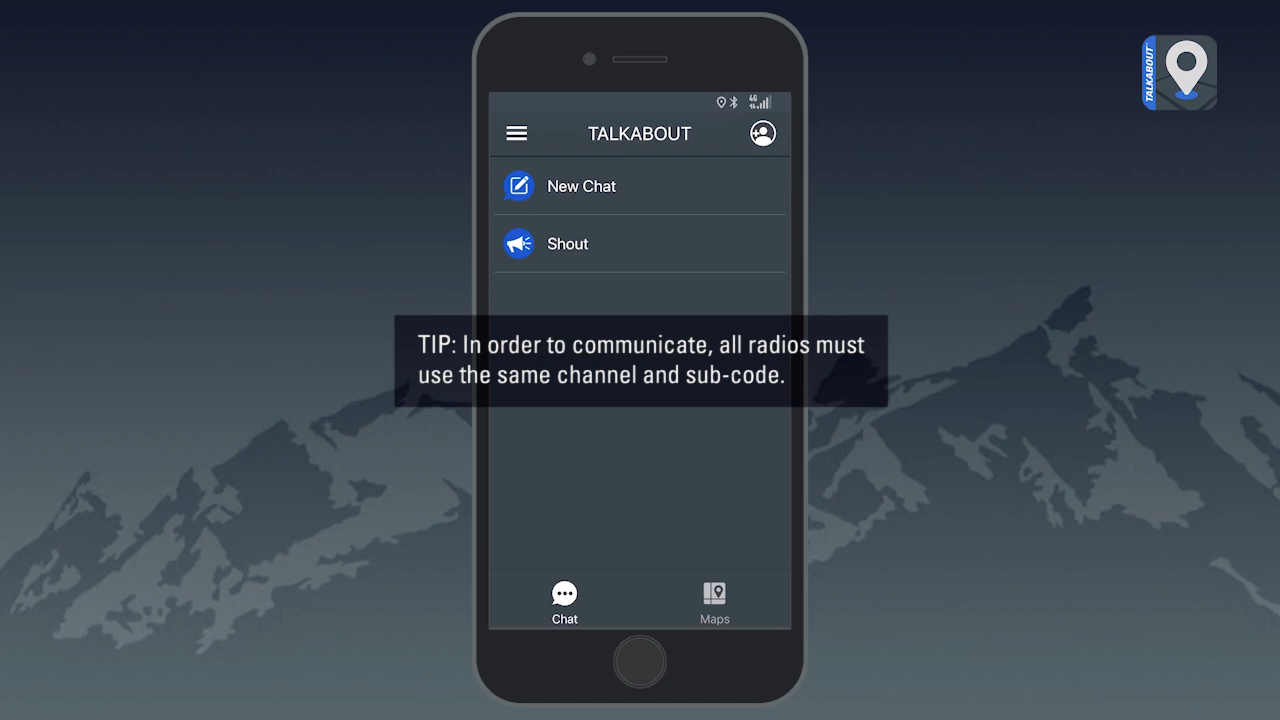 TALKABOUT
4G
TALKABOUT
New Chat
Shout
TIP: In order to communicate, all radios must
use the same channel and sub-code.
Chat
Maps